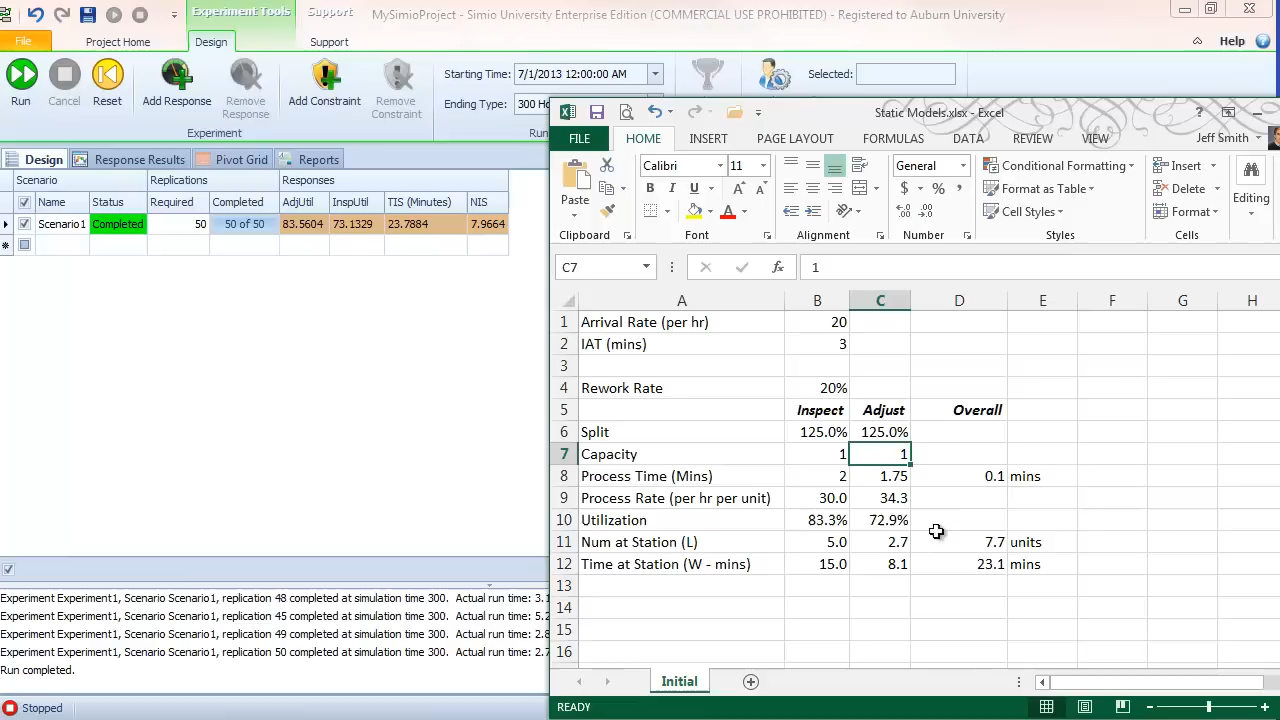 Experiment Tools Support MySimioProject - Simio University Enterprise Edition (COMMERCIAL USE PROHIBITED) - Registered to Auburn University
File Project Home Design Support Help
Run Cancel Reset Add Response Remove Response Add Constraint Remove Constraint
Starting Time: 7/1/2013 12:00:00 AM Selected:
Ending Type: 300 Ho
Experiment
Design Response Results Pivot Grid Reports
Scenario Replications Responses
Name Status Required Completed AdjUtil InspUtil TIS (Minutes) NIS
Scenario1 Completed 50 50 of 50 83.5604 73.1329 23.7884 7.9664
Experiment Experiment1, Scenario Scenario1, replication 48 completed at simulation time 300. Actual run time: 3.1
Experiment Experiment1, Scenario Scenario1, replication 45 completed at simulation time 300. Actual run time: 5.2
Experiment Experiment1, Scenario Scenario1, replication 49 completed at simulation time 300. Actual run time: 2.8
Experiment Experiment1, Scenario Scenario1, replication 50 completed at simulation time 300. Actual run time: 2.7
Run completed.
Stopped
Static Models.xlsx - Excel
FILE HOME INSERT PAGE LAYOUT FORMULAS DATA REVIEW VIEW Jeff Smith
Paste Calibri 11 General Conditional Formatting Insert
B I U A A $ % , Format as Table Delete Editing
Cell Styles Format
Clipboard Font Alignment Number Styles Cells
C7 fx 1
A B C D E F G H
1 Arrival Rate (per hr) 20
2 IAT (mins) 3
3
4 Rework Rate 20%
5 Inspect Adjust Overall
6 Split 125.0% 125.0%
7 Capacity 1 1
8 Process Time (Mins) 2 1.75 0.1 mins
9 Process Rate (per hr per unit) 30.0 34.3
10 Utilization 83.3% 72.9%
11 Num at Station (L) 5.0 2.7 7.7 units
12 Time at Station (W - mins) 15.0 8.1 23.1 mins
13
14
15
16
Initial
READY